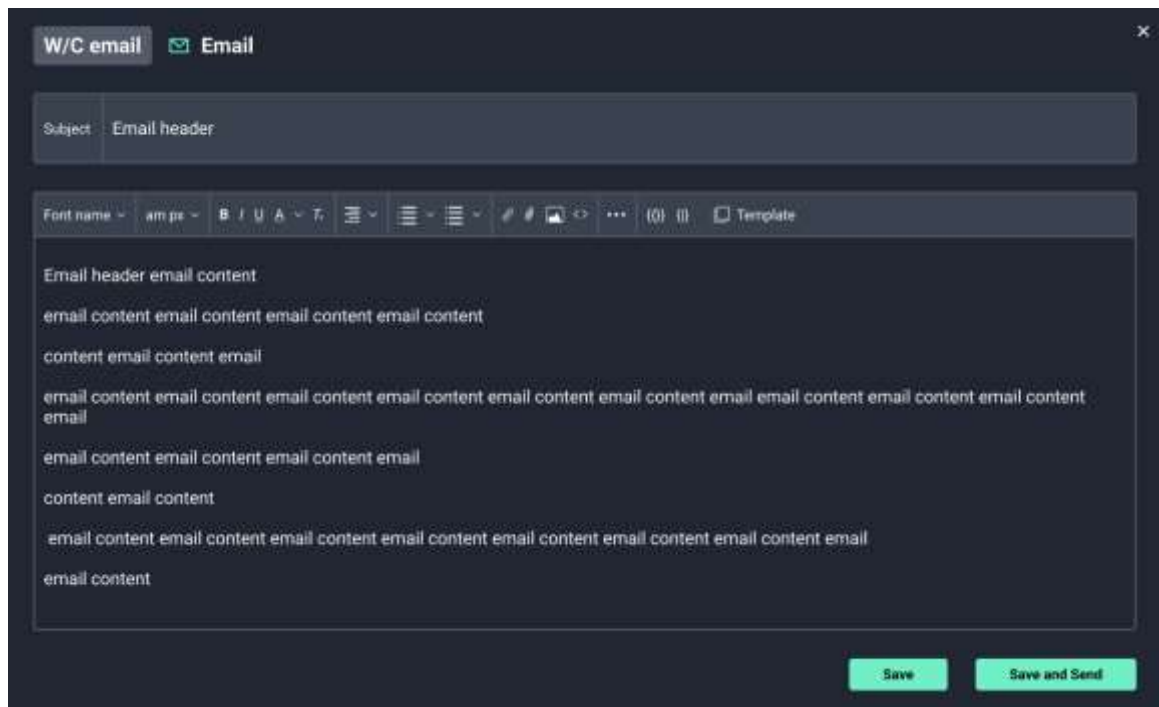 W/C email Email
Subject Email header
Font name am px B I U A T. {0} {} Template
Email header email content
email content email content email content email content
content email content email
email content email content email content email content email content email content email email content email content email content
email
email content email content email content email
content email content
email content email content email content email content email content email content email content email
email content
Save Save and Send